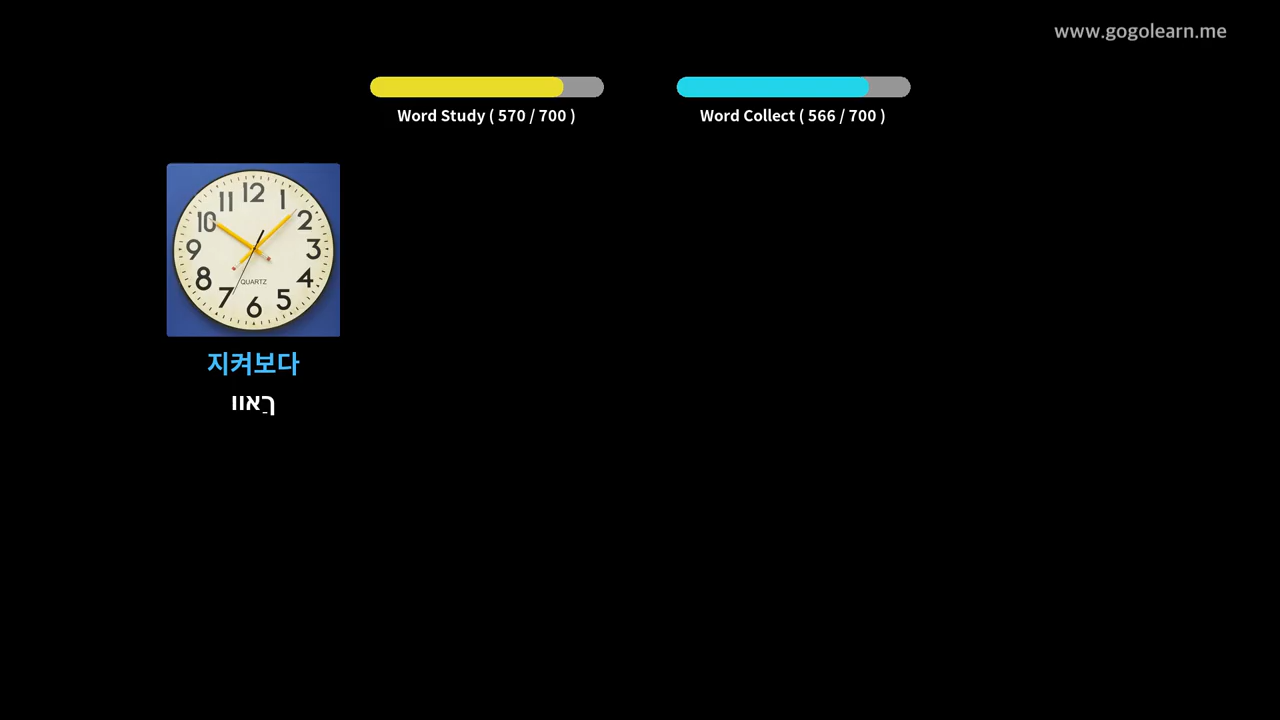 www.gogolearn.me
Word Study ( 570 / 700 )
Word Collect ( 566 / 700 )
12
1
2
3
4
5
6
7
8
9
10
11
QUARTZ
지켜보다
ךַאוו